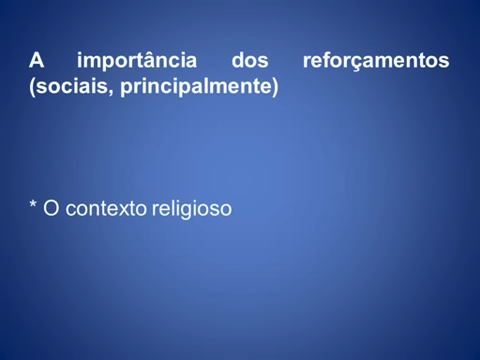 A importância dos reforçamentos
(sociais, principalmente)
* O contexto religioso